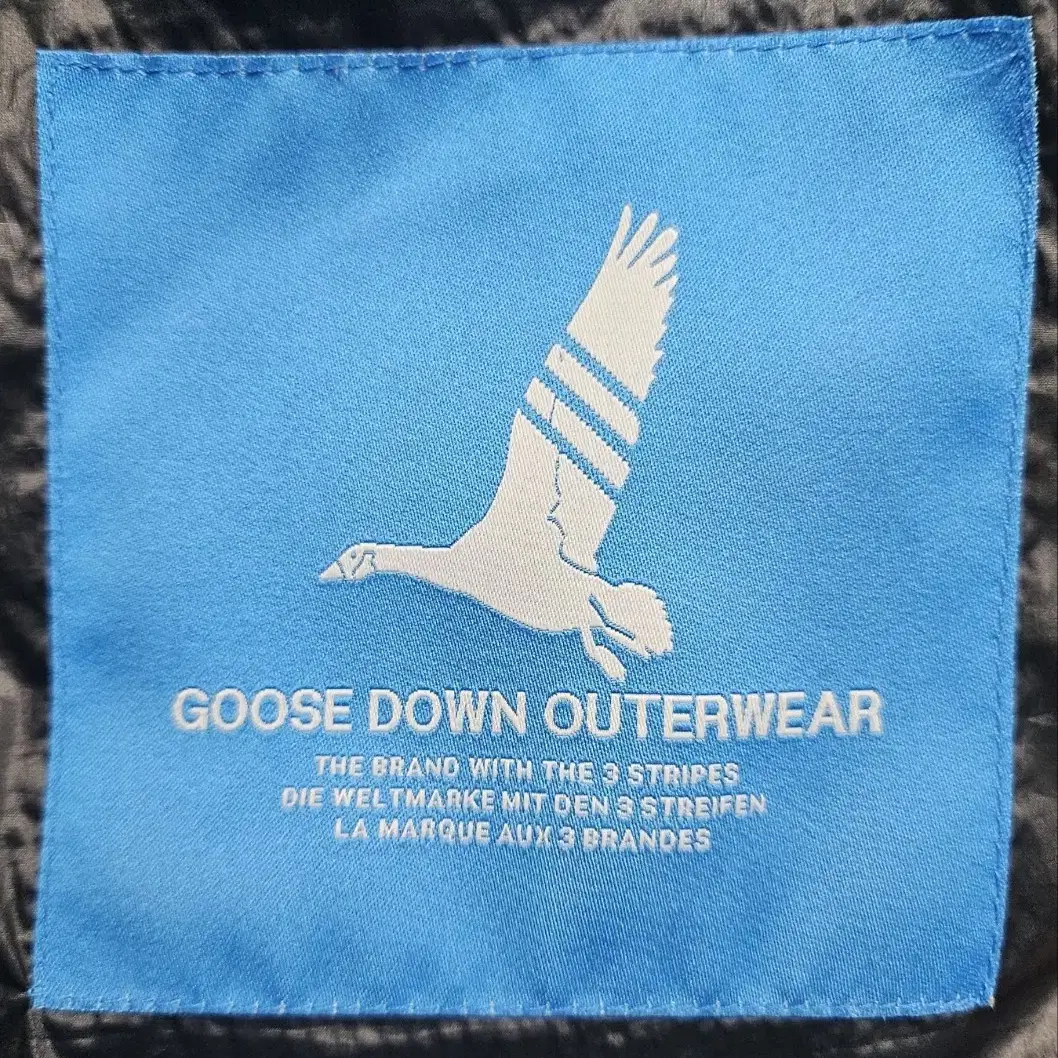 GOOSE DOWN OUTERWEAR
THE BRAND WITH THE 3 STRIPES
DIE WELTMARKE MIT DEN 3 STREIFEN
LA MARQUE AUX 3 BRANDES